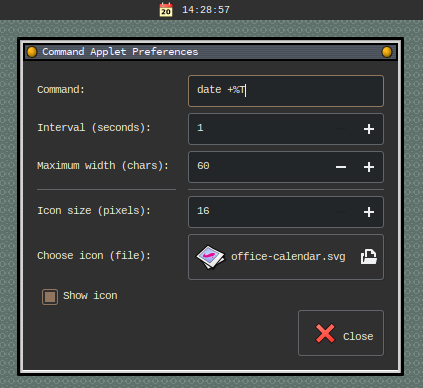 20 14:28:57
Command Applet Preferences
Command: date +%T
Interval (seconds): 1 +
Maximum width (chars): 60 − +
Icon size (pixels): 16 +
Choose icon (file): office-calendar.svg
Show icon
Close